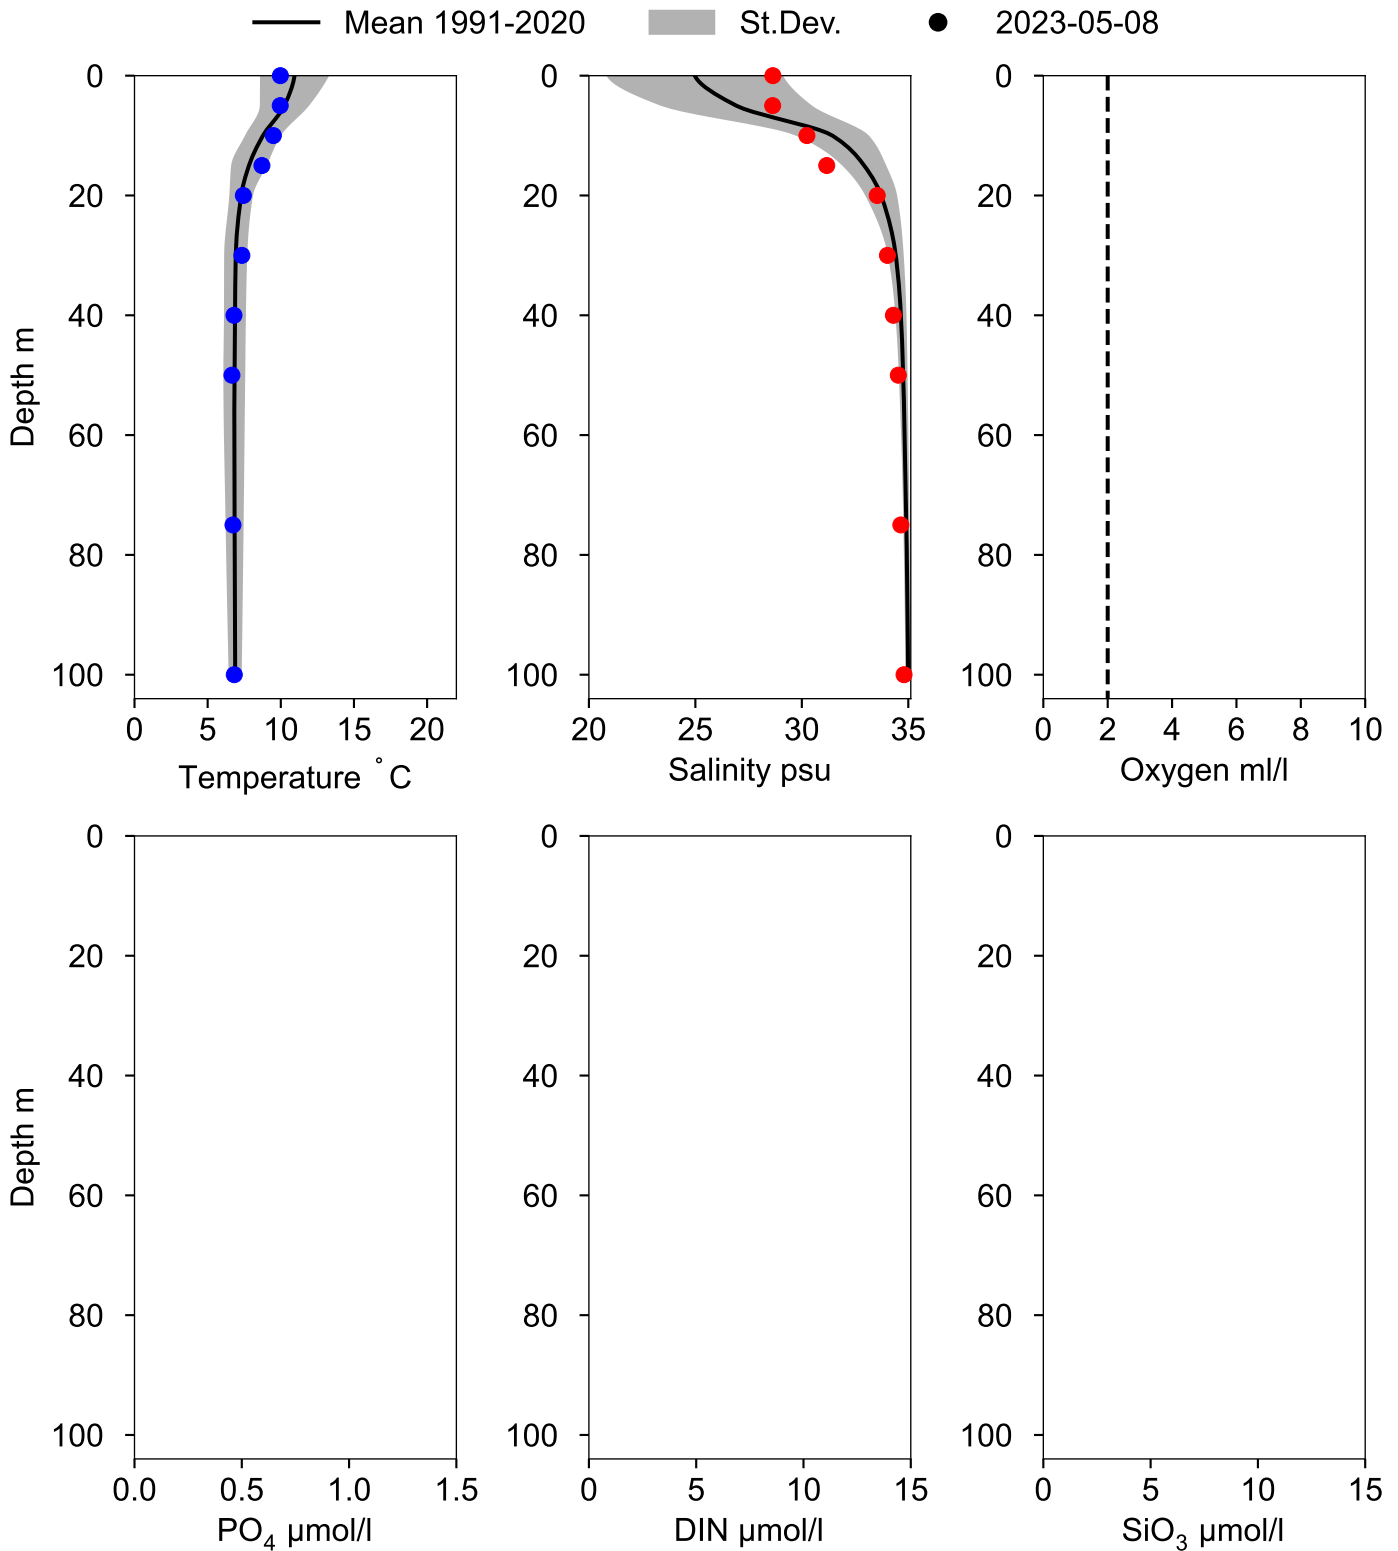 Mean 1991-2020 St.Dev. 2023-05-08
0 0 0
20 20 20
40 40 40
Depth m
60 60 60
80 80 80
100 100 100
0 5 10 15 20 20 25 30 35 0 2 4 6 8 10
Temperature °C Salinity psu Oxygen ml/l
0 0 0
20 20 20
40 40 40
Depth m
60 60 60
80 80 80
100 100 100
0.0 0.5 1.0 1.5 0 5 10 15 0 5 10 15
PO₄ µmol/l DIN µmol/l SiO₃ µmol/l